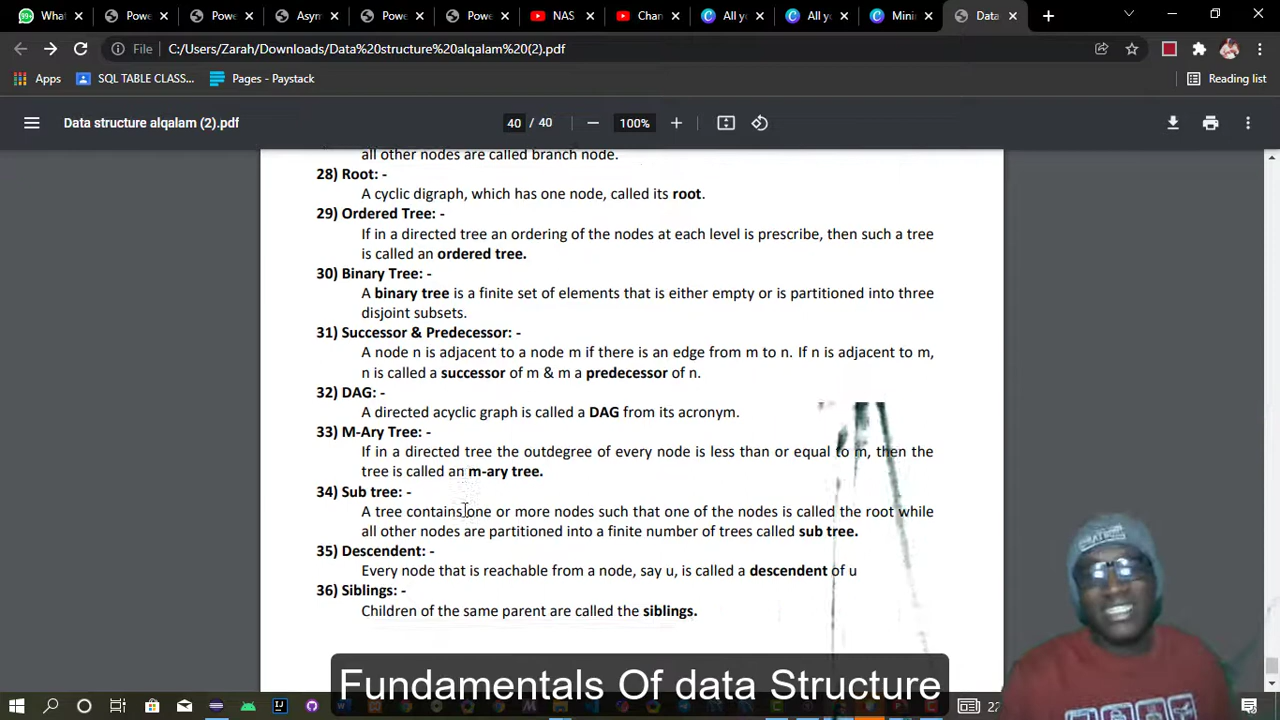 What
Powe
Powe
Asym
Powe
Powe
NAS
Chan
All yo
All yo
Minin
Data
File
C:/Users/Zarah/Downloads/Data%20structure%20alqalam%20(2).pdf
Apps
SQL TABLE CLASS...
Pages - Paystack
Reading list
Data structure alqalam (2).pdf
40 / 40
100%
all other nodes are called branch node.
28) Root: -
A cyclic digraph, which has one node, called its root.
29) Ordered Tree: -
If in a directed tree an ordering of the nodes at each level is prescribe, then such a tree
is called an ordered tree.
30) Binary Tree: -
A binary tree is a finite set of elements that is either empty or is partitioned into three
disjoint subsets.
31) Successor & Predecessor: -
A node n is adjacent to a node m if there is an edge from m to n. If n is adjacent to m,
n is called a successor of m & m a predecessor of n.
32) DAG: -
A directed acyclic graph is called a DAG from its acronym.
33) M-Ary Tree: -
If in a directed tree the outdegree of every node is less than or equal to m, then the
tree is called an m-ary tree.
34) Sub tree: -
A tree contains one or more nodes such that one of the nodes is called the root while
all other nodes are partitioned into a finite number of trees called sub tree.
35) Descendent: -
Every node that is reachable from a node, say u, is called a descendent of u
36) Siblings: -
Children of the same parent are called the siblings.
Fundamentals Of data Structure